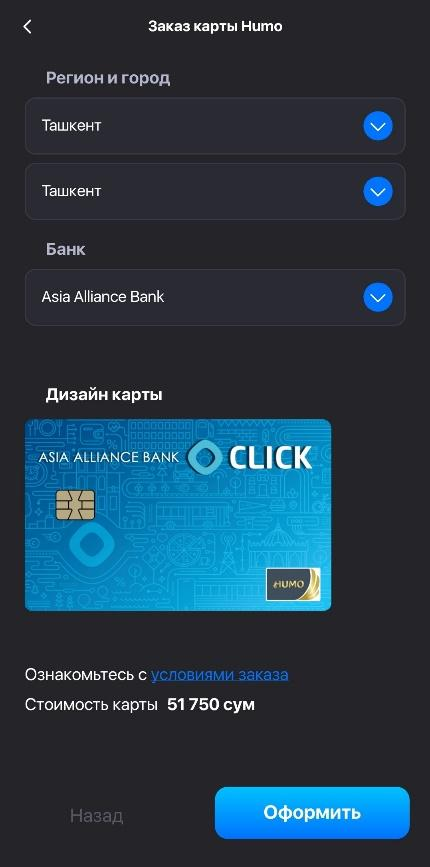 Заказ карты Humo
Регион и город
Ташкент
Ташкент
Банк
Asia Alliance Bank
Дизайн карты
ASIA ALLIANCE BANK CLICK
HUMO
Ознакомьтесь с условиями заказа
Стоимость карты 51 750 сум
Назад
Оформить